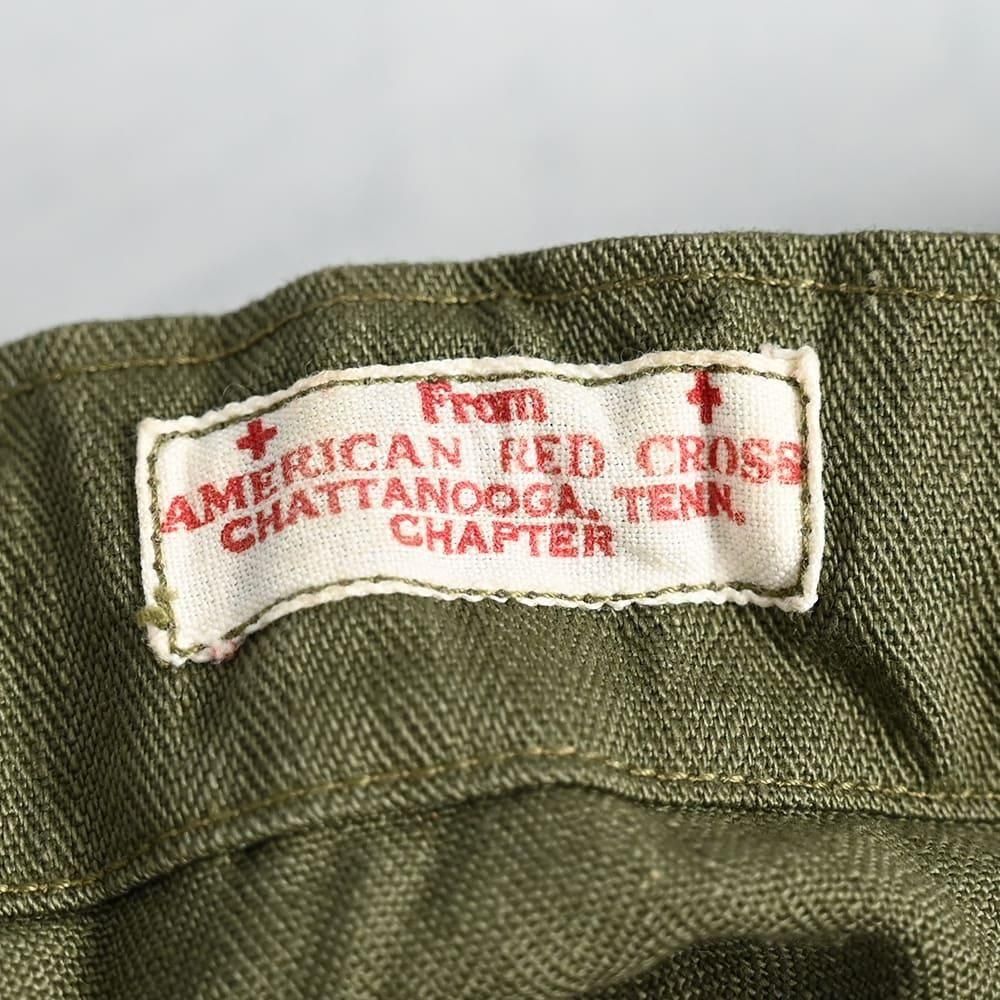 From
AMERICAN RED CROSS
CHATTANOOGA, TENN.
CHAPTER